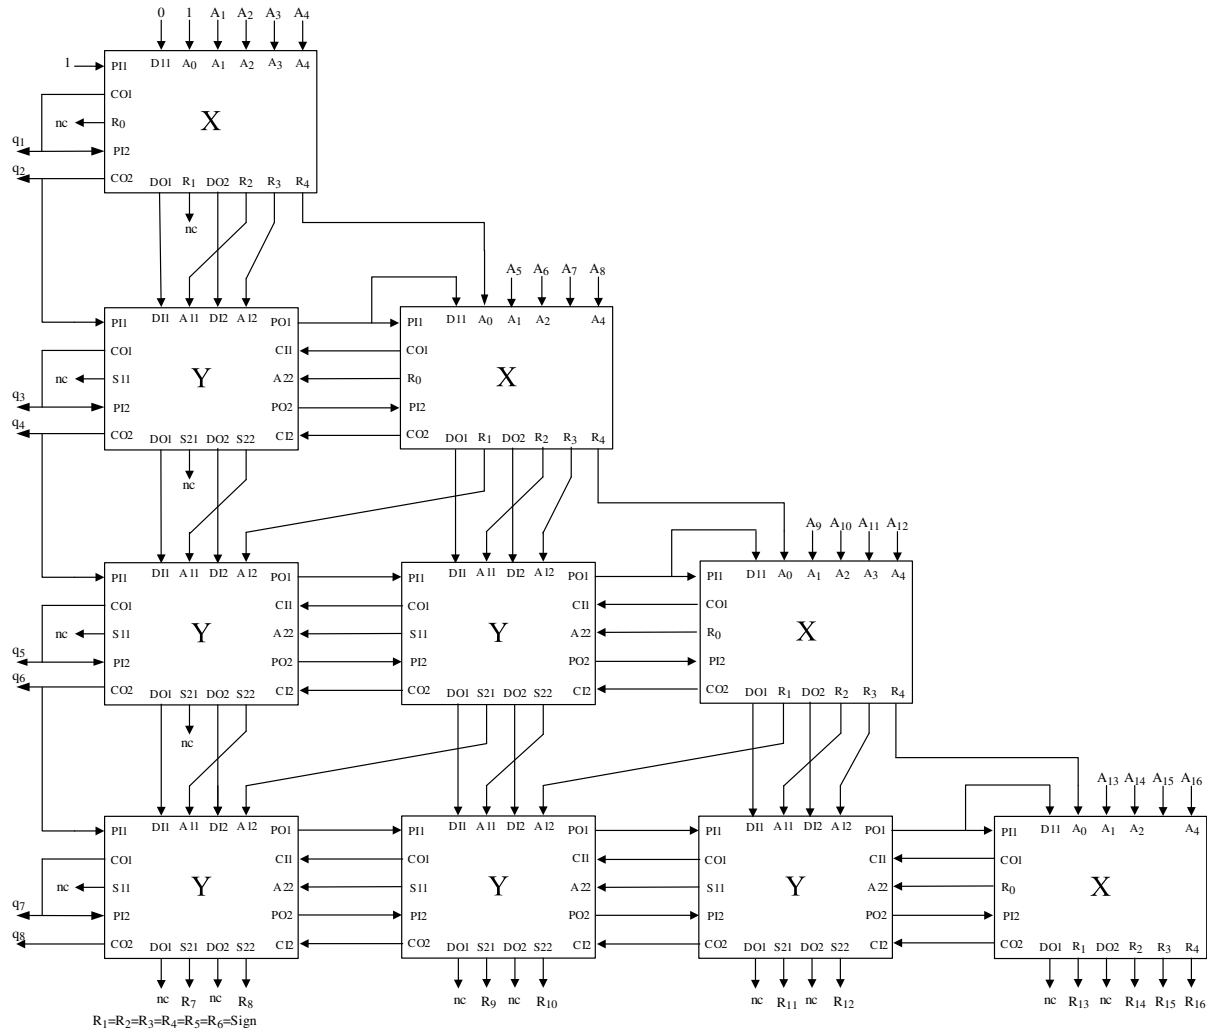 0 1 A1 A2 A3 A4
1 PI1 D11 A0 A1 A2 A3 A4
CO1
nc R0 X
q1 PI2
q2 CO2 DO1 R1 DO2 R2 R3 R4
nc
A5 A6 A7 A8
PI1 DI1 A11 DI2 A12 PO1 PI1 D11 A0 A1 A2 A4
CO1 CI1 CO1
nc S11 Y A22 R0 X
q3 PI2 PO2 PI2
q4 CO2 DO1 S21 DO2 S22 CI2 CO2 DO1 R1 DO2 R2 R3 R4
nc
A9 A10 A11 A12
PI1 DI1 A11 DI2 A12 PO1 PI1 DI1 A11 DI2 A12 PO1 PI1 D11 A0 A1 A2 A3 A4
CO1 CI1 CO1 CI1 CO1
nc S11 Y A22 S11 Y A22 R0 X
q5 PI2 PO2 PI2 PO2 PI2
q6 CO2 DO1 S21 DO2 S22 CI2 CO2 DO1 S21 DO2 S22 CI2 CO2 DO1 R1 DO2 R2 R3 R4
nc
A13 A14 A15 A16
PI1 DI1 A11 DI2 A12 PO1 PI1 DI1 A11 DI2 A12 PO1 PI1 DI1 A11 DI2 A12 PO1 PI1 D11 A0 A1 A2 A4
CO1 CI1 CO1 CI1 CO1 CI1 CO1
nc S11 Y A22 S11 Y A22 S11 Y A22 R0 X
q7 PI2 PO2 PI2 PO2 PI2 PO2 PI2
q8 CO2 DO1 S21 DO2 S22 CI2 CO2 DO1 S21 DO2 S22 CI2 CO2 DO1 S21 DO2 S22 CI2 CO2 DO1 R1 DO2 R2 R3 R4
nc R7 nc R8 nc R9 nc R10 nc R11 nc R12 nc R13 nc R14 R15 R16
R1=R2=R3=R4=R5=R6=Sign